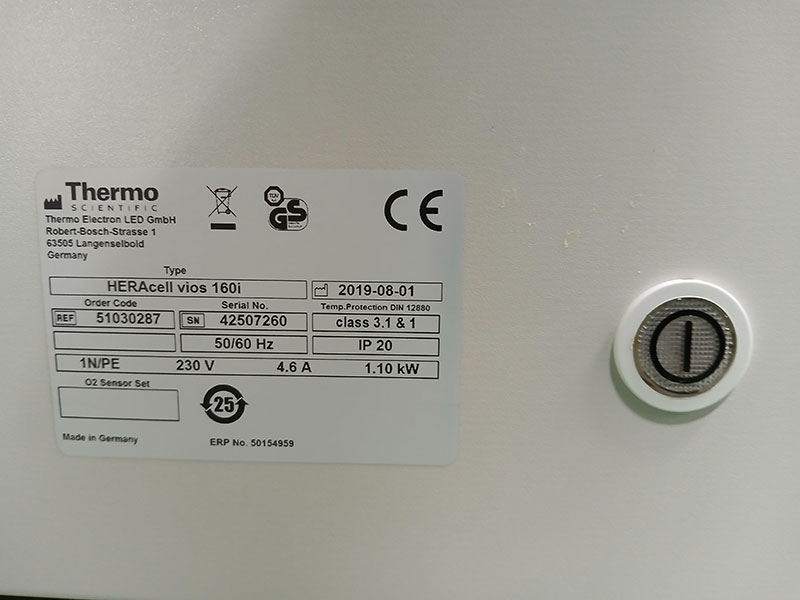 Thermo
SCIENTIFIC
Thermo Electron LED GmbH
Robert-Bosch-Strasse 1
63505 Langenselbold
Germany
TÜV
GS
CE
Type
HERAcell vios 160i
2019-08-01
Order Code
Serial No.
Temp.Protection DIN 12880
REF 51030287
SN 42507260
class 3.1 & 1
50/60 Hz
IP 20
1N/PE 230 V 4.6 A 1.10 kW
O2 Sensor Set
25
Made in Germany
ERP No. 50154959